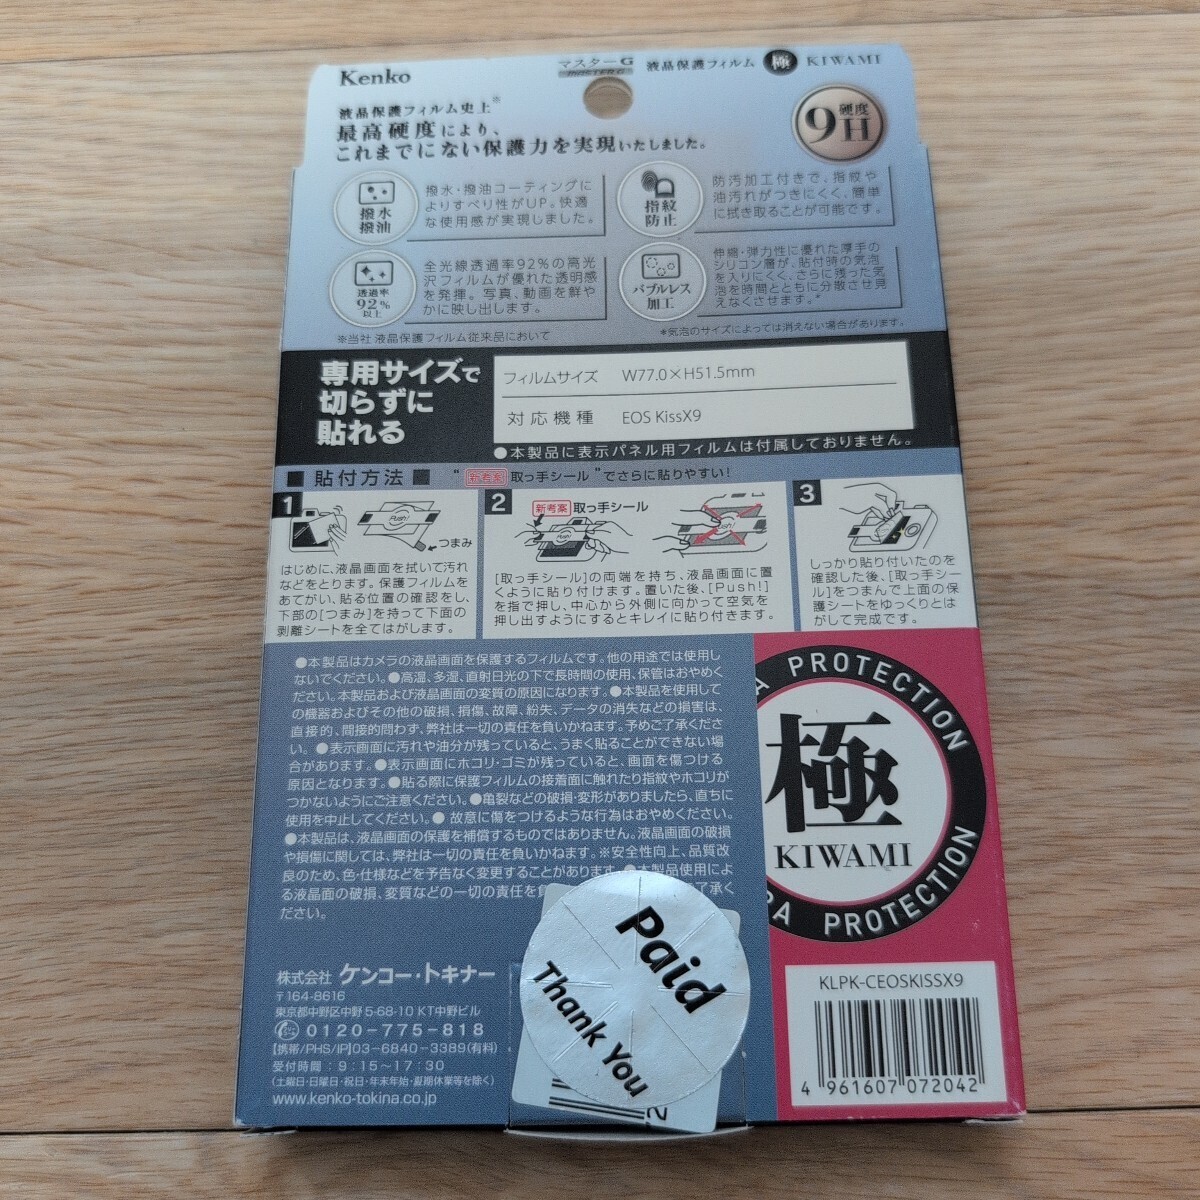 Kenko
マスターG
MASTER G
液晶保護フィルム 極 KIWAMI
液晶保護フィルム史上※
最高硬度により、
これまでにない保護力を実現いたしました。
硬度
9H
撥水
撥油
撥水・撥油コーティングに
よりすべり性がUP。快適
な使用感が実現しました。
指紋
防止
防汚加工付きで、指紋や
油汚れがつきにくく、簡単
に拭き取ることが可能です。
透過率
92%
以上
全光線透過率92%の高光
沢フィルムが優れた透明感
を発揮。写真、動画を鮮や
かに映し出します。
バブルレス
加工
伸縮・弾力性に優れた厚手の
シリコン層が、貼付時の気泡
を入りにくく、さらに残った気
泡を時間とともに分散させ見
えなくさせます。*
※当社 液晶保護フィルム従来品において
*気泡のサイズによっては消えない場合があります。
専用サイズで
切らずに
貼れる
フィルムサイズ W77.0×H51.5mm
対応機種 EOS KissX9
●本製品に表示パネル用フィルムは付属しておりません。
■ 貼付方法 ■ “新考案 取っ手シール”でさらに貼りやすい!
1
Push!
つまみ
はじめに、液晶画面を拭いて汚れ
などをとります。保護フィルムを
あてがい、貼る位置の確認をし、
下部の[つまみ]を持って下面の
剥離シートを全てはがします。
2
新考案 取っ手シール
Push!
[取っ手シール]の両端を持ち、液晶画面に置
くように貼り付けます。置いた後、[Push!]
を指で押し、中心から外側に向かって空気を
押し出すようにするとキレイに貼り付きます。
3
しっかり貼り付いたのを
確認した後、[取っ手シー
ル]をつまんで上面の保
護シートをゆっくりとは
がして完成です。
●本製品はカメラの液晶画面を保護するフィルムです。他の用途では使用し
ないでください。●高温、多湿、直射日光の下で長時間の使用、保管はおやめく
ださい。本製品および液晶画面の変質の原因になります。●本製品を使用して
の機器およびその他の破損、損傷、故障、紛失、データの消失などの損害は、
直接的、間接的問わず、弊社は一切の責任を負いかねます。予めご了承くださ
い。●表示画面に汚れや油分が残っていると、うまく貼ることができない場
合があります。●表示画面にホコリ・ゴミが残っていると、画面を傷つける
原因となります。●貼る際に保護フィルムの接着面に触れたり指紋やホコリが
つかないようにご注意ください。●亀裂などの破損・変形がありましたら、直ちに
使用を中止してください。● 故意に傷をつけるような行為はおやめください。
●本製品は、液晶画面の保護を補償するものではありません。液晶画面の破損
や損傷に関しては、弊社は一切の責任を負いかねます。※安全性向上、品質改
良のため、色・仕様などを予告なく変更することがあります。●本製品使用によ
る液晶面の破損、変質などの一切の責任を負 了承く
ださい。
A PROTECTION
極
KIWAMI
RA PROTECTION
Paid
Thank You
株式会社 ケンコー・トキナー
〒164-8616
東京都中野区中野 5-68-10 KT中野ビル
0120-775-818
【携帯/PHS/IP】03-6840-3389(有料)
受付時間：9：15～17：30
(土曜日・日曜日・祝日・年末年始・夏期休業等を除く)
www.kenko-tokina.co.jp
KLPK-CEOSKISSX9
4 961607 072042
2